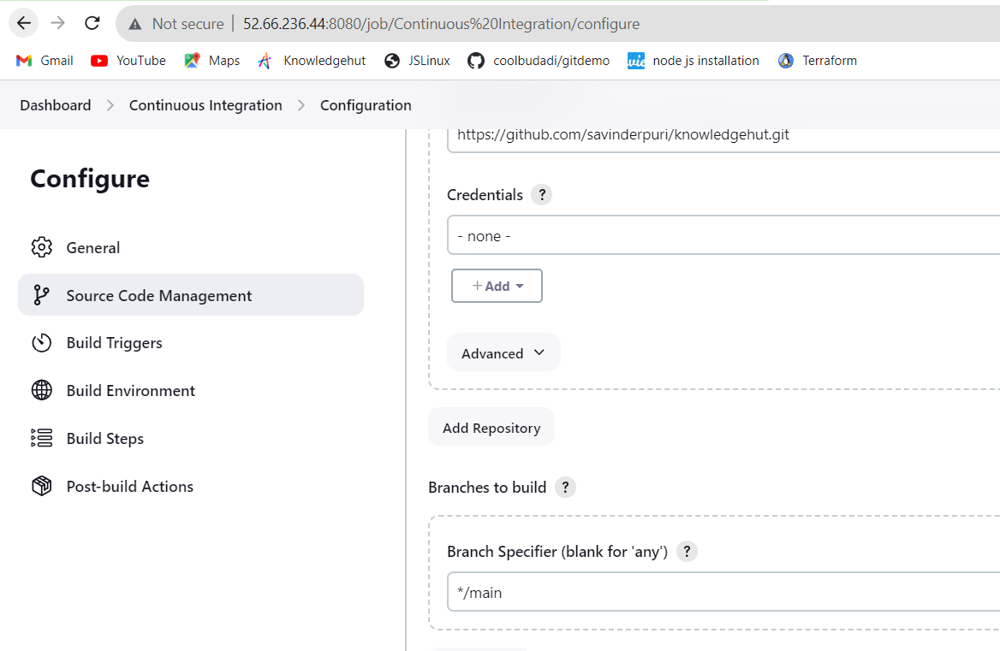 Not secure | 52.66.236.44:8080/job/Continuous%20Integration/configure
Gmail YouTube Maps Knowledgehut JSLinux coolbudadi/gitdemo node js installation Terraform
Dashboard > Continuous Integration > Configuration
Configure
General
Source Code Management
Build Triggers
Build Environment
Build Steps
Post-build Actions
https://github.com/savinderpuri/knowledgehut.git
Credentials ?
- none -
+ Add
Advanced
Add Repository
Branches to build ?
Branch Specifier (blank for 'any') ?
*/main